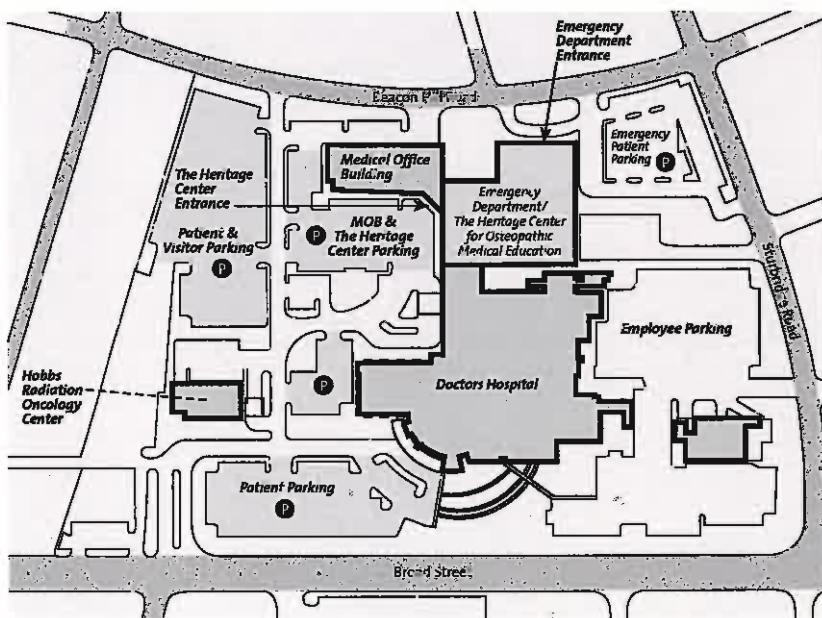 Emergency
Department
Entrance
Road
Emergency
Patient
Parking
P
Medical Office
Building
The Heritage
Center
Entrance
Emergency
Department/
The Heritage Center
for Osteopathic
Medical Education
MOB &
The Heritage
Center Parking
P
Patient &
Visitor Parking
P
Road
Employee Parking
Hobbs
Radiation
Oncology
Center
P
Doctors Hospital
Patient Parking
P
Broad Street